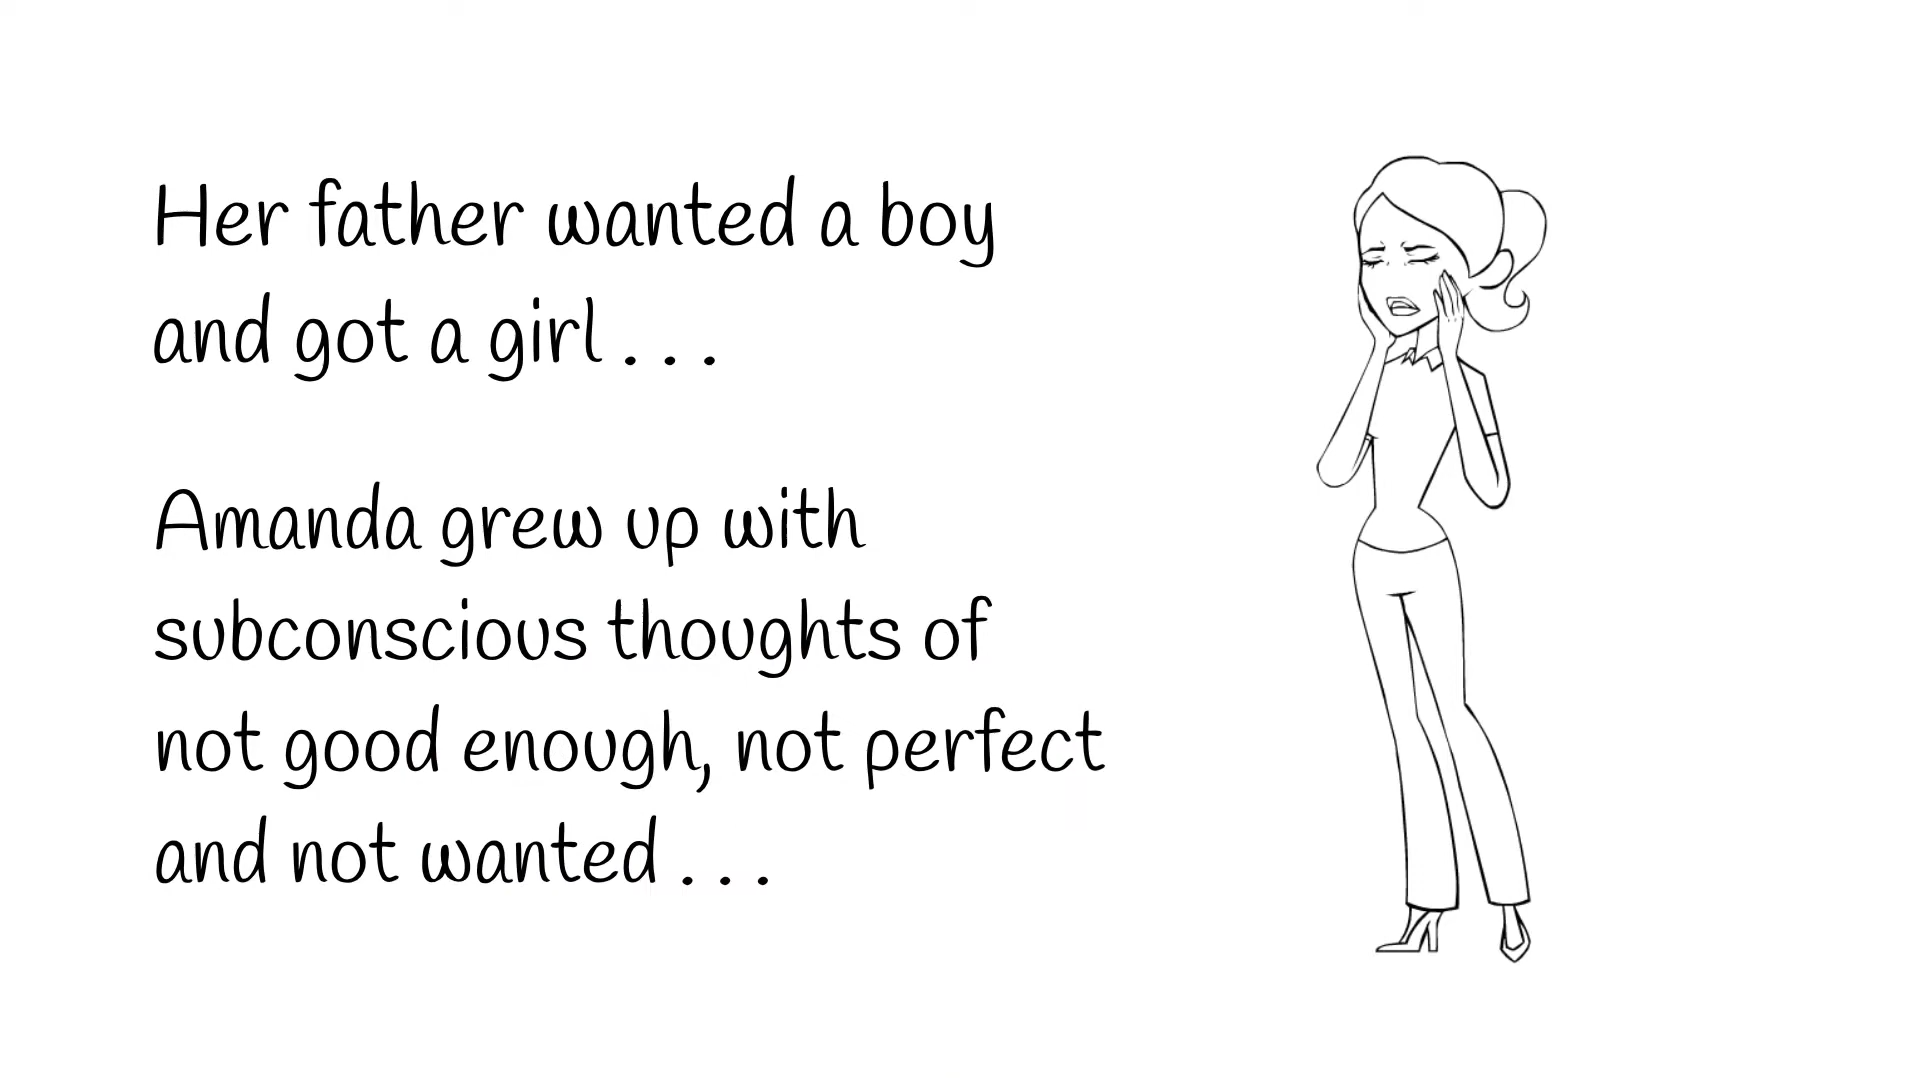 Her father wanted a boy
and got a girl . . .
Amanda grew up with
subconscious thoughts of
not good enough, not perfect
and not wanted . . .